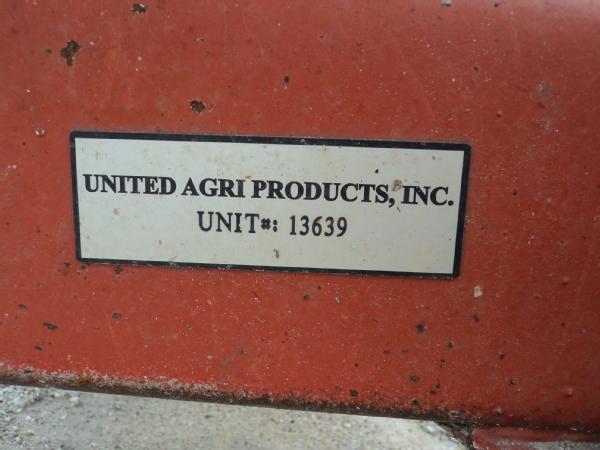 UNITED AGRI PRODUCTS, INC.
UNIT#: 13639